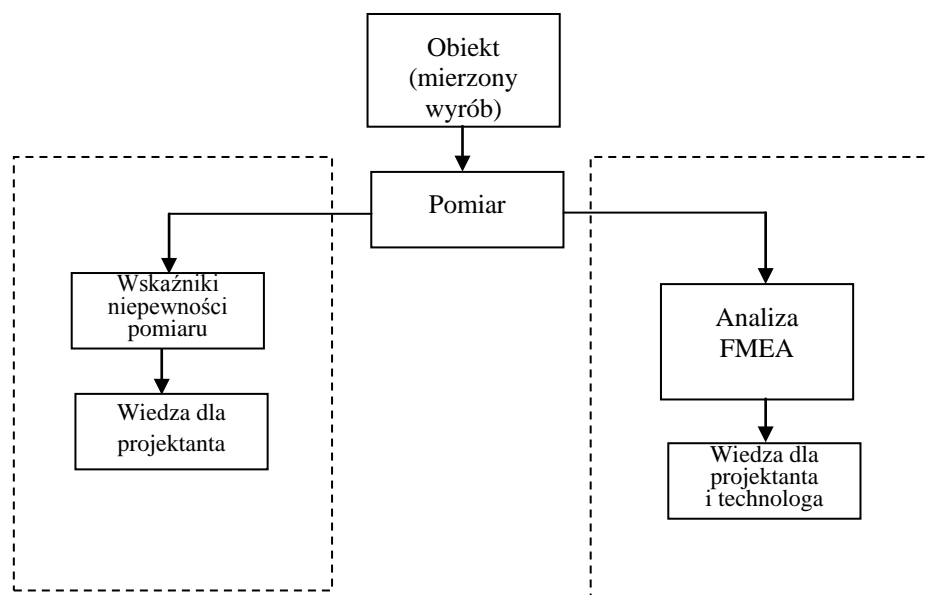 Obiekt
(mierzony
wyrób)
Pomiar
Wskaźniki
niepewności
pomiaru
Wiedza dla
projektanta
Analiza
FMEA
Wiedza dla
projektanta
i technologa